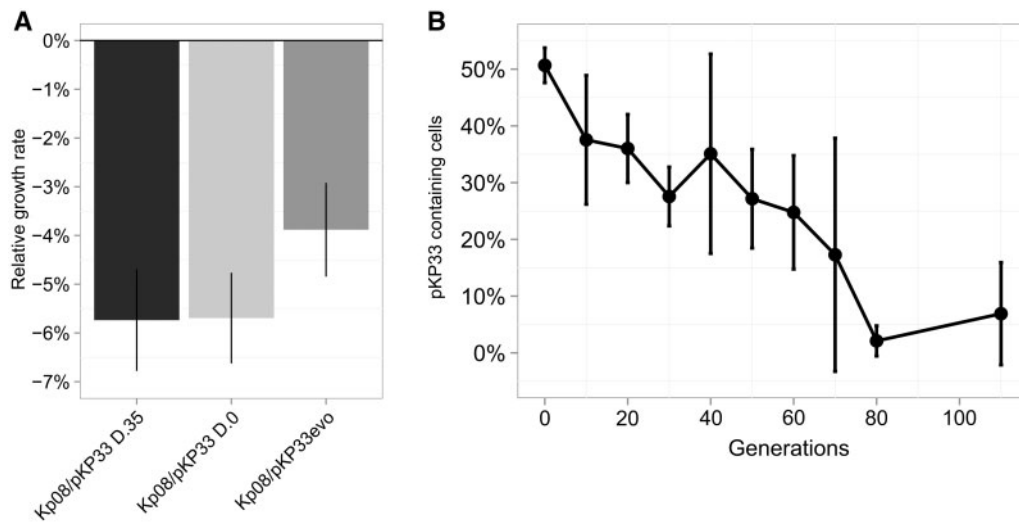 A
Relative growth rate
0%
−1%
−2%
−3%
−4%
−5%
−6%
−7%
Kp08/pKP33 D.35
Kp08/pKP33 D.0
Kp08/pKP33evo
B
pKP33 containing cells
50%
40%
30%
20%
10%
0%
0 20 40 60 80 100
Generations